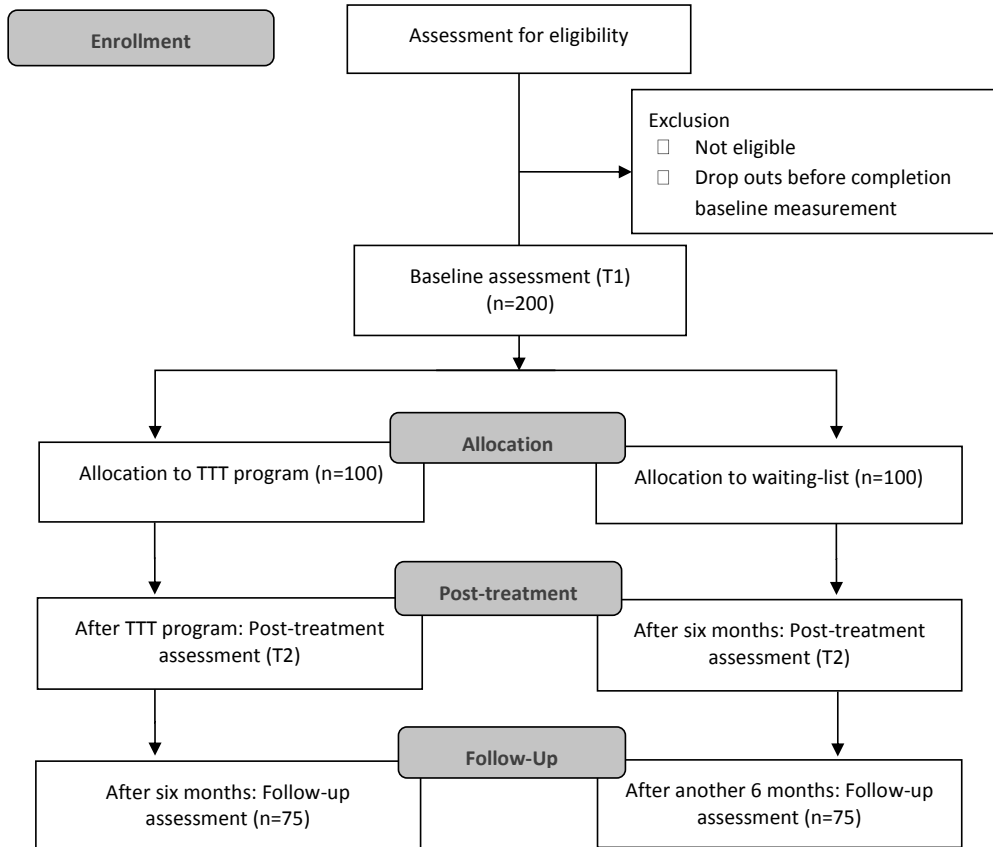 Enrollment
Assessment for eligibility
Exclusion
Not eligible
Drop outs before completion
baseline measurement
Baseline assessment (T1)
(n=200)
Allocation
Allocation to TTT program (n=100)
Allocation to waiting-list (n=100)
Post-treatment
After TTT program: Post-treatment
assessment (T2)
After six months: Post-treatment
assessment (T2)
Follow-Up
After six months: Follow-up
assessment (n=75)
After another 6 months: Follow-up
assessment (n=75)